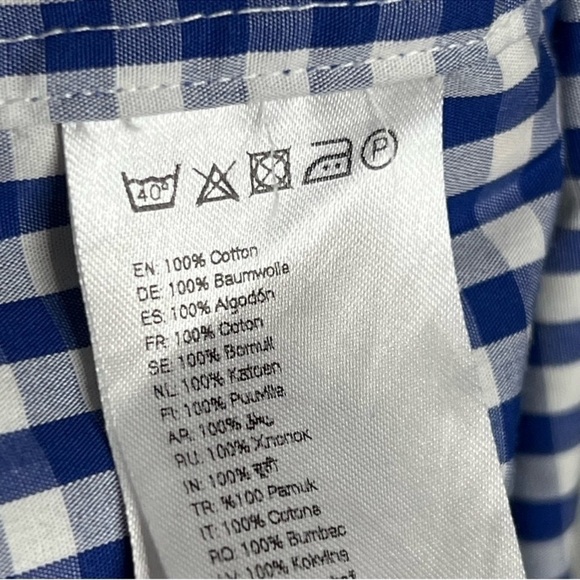 40°
P
EN: 100% Cotton
DE: 100% Baumwolle
ES: 100% Algodón
FR: 100% Coton
SE: 100% Bomull
NL: 100% Katoen
FI: 100% Puuvilla
AR: 100%
RU: 100% Хлопок
IN: 100% सूती
TR: %100 Pamuk
IT: 100% Cotone
RO: 100% Bumbac
LV: 100% Kokvilna